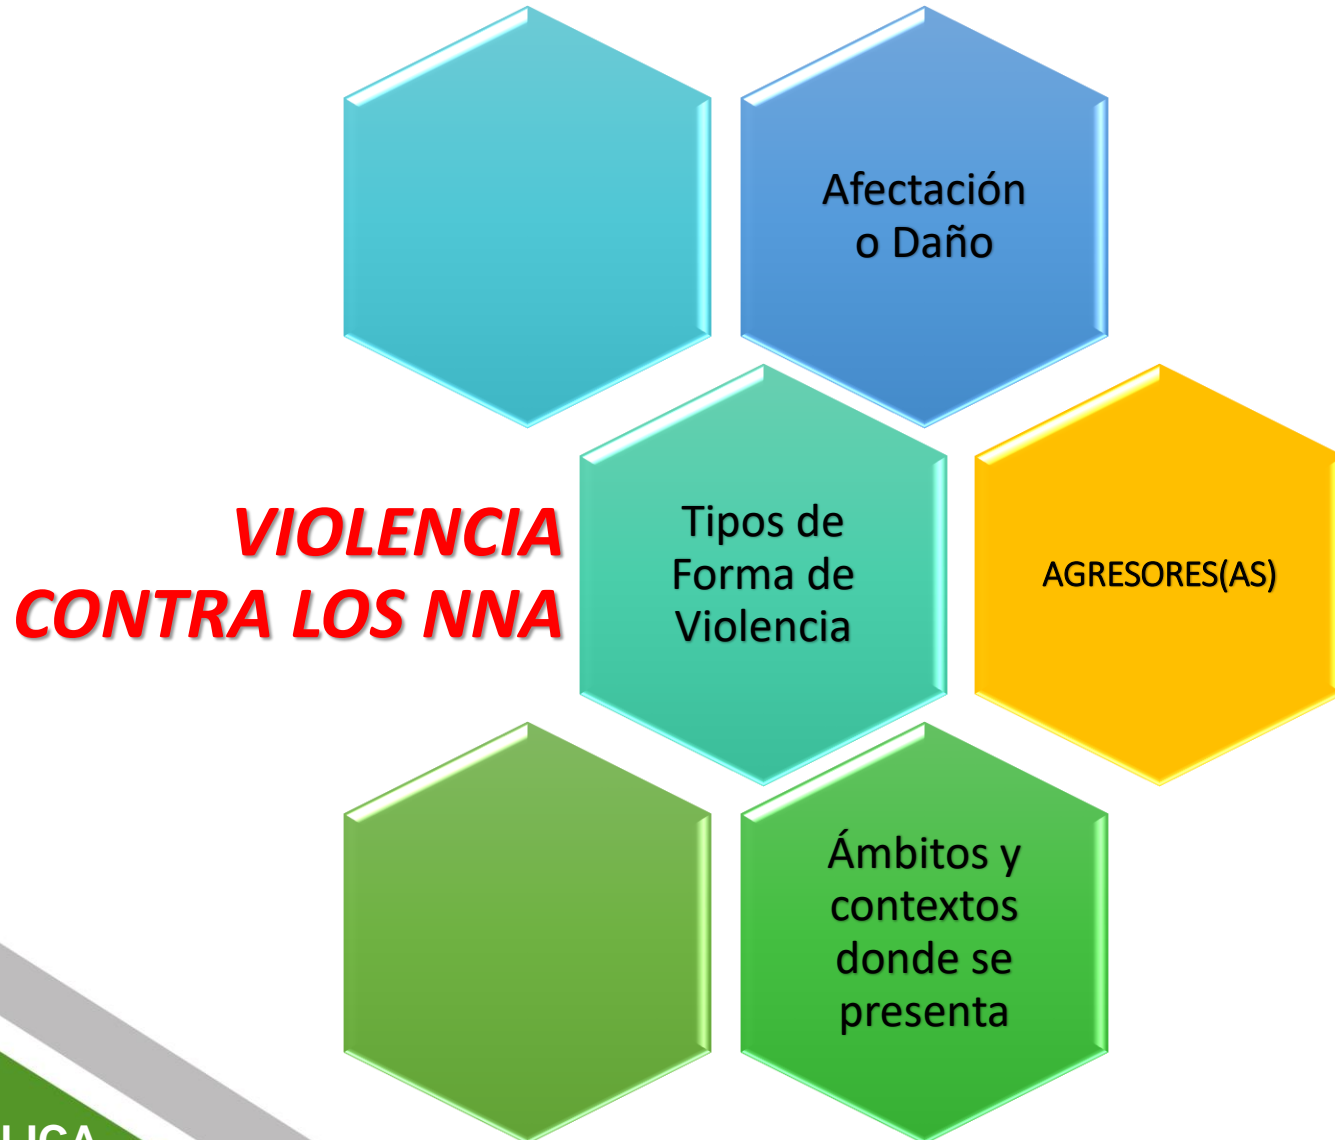 Afectación
o Daño
VIOLENCIA
CONTRA LOS NNA
Tipos de
Forma de
Violencia
AGRESORES(AS)
Ámbitos y
contextos
donde se
presenta